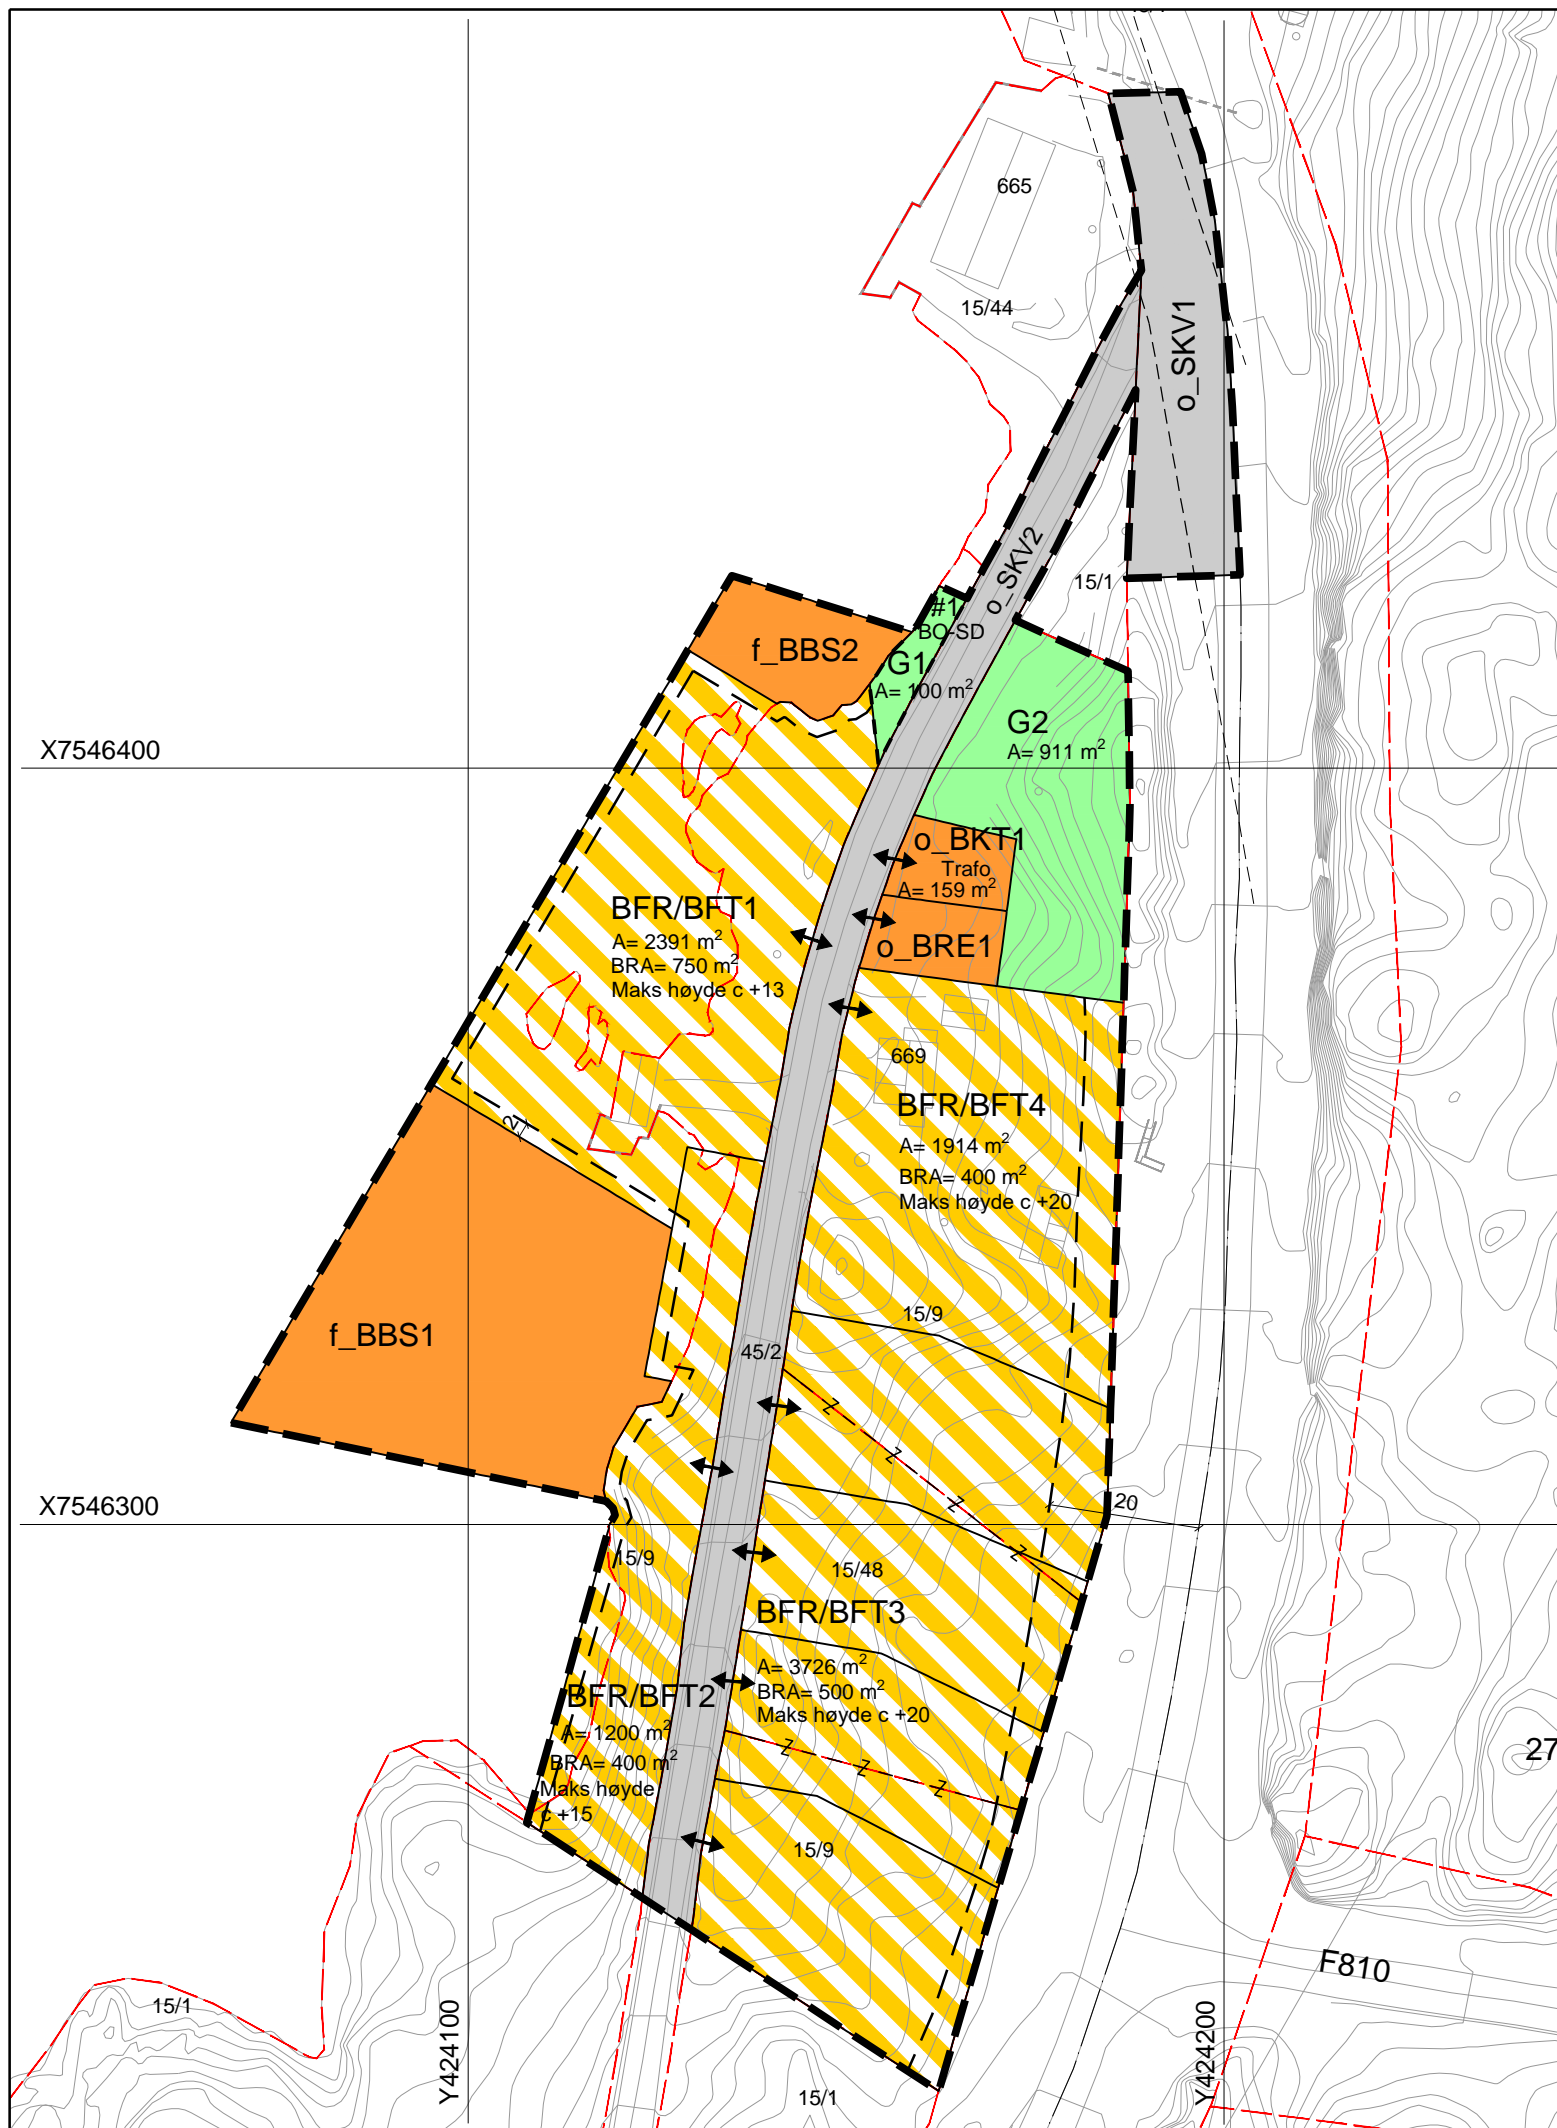 665
15/44
o_SKV1
o_SKV2
15/1
#1
BO-SD
f_BBS2
G1
A= 100 m²
G2
A= 911 m²
X7546400
o_BKT1
Trafo
A= 159 m²
o_BRE1
BFR/BFT1
A= 2391 m²
BRA= 750 m²
Maks høyde c +13
669
BFR/BFT4
A= 1914 m²
BRA= 400 m²
Maks høyde c +20
2
15/9
f_BBS1
45/2
Z
Z
Z
Z
X7546300
20
15/9
15/48
BFR/BFT3
A= 3726 m²
BRA= 500 m²
Maks høyde c +20
BFR/BFT2
A= 1200 m²
BRA= 400 m²
Maks høyde
c +15
Z
Z
Z
27
15/9
F810
15/1
Y424100
Y424200
15/1